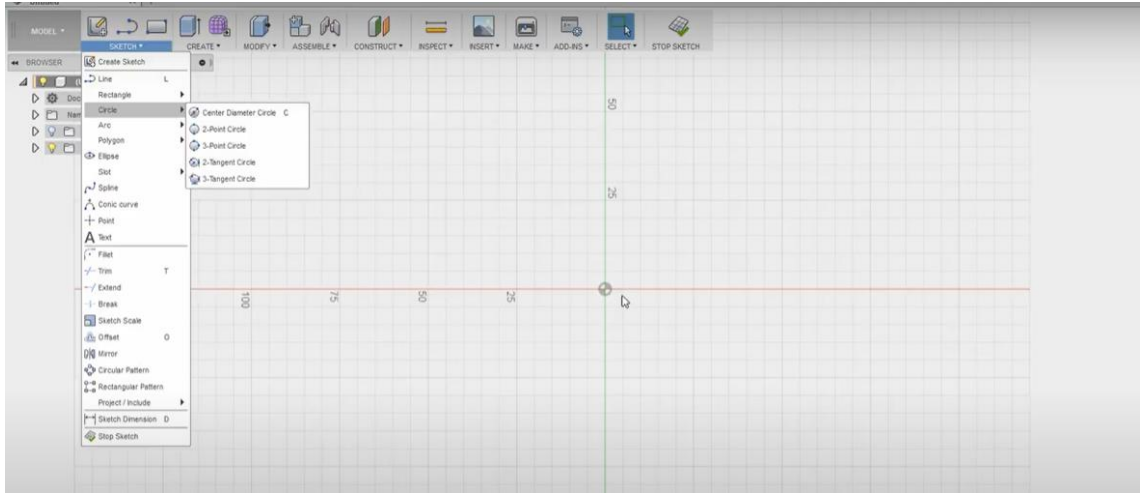 Untitled
MODEL
SKETCH
CREATE
MODIFY
ASSEMBLE
CONSTRUCT
INSPECT
INSERT
MAKE
ADD-INS
SELECT
STOP SKETCH
BROWSER
Create Sketch
Line L
Rectangle
Circle
Arc
Polygon
Ellipse
Slot
Spline
Conic curve
Point
Text
Fillet
Trim T
Extend
Break
Sketch Scale
Offset O
Mirror
Circular Pattern
Rectangular Pattern
Project / Include
Sketch Dimension D
Stop Sketch
Center Diameter Circle C
2-Point Circle
3-Point Circle
2-Tangent Circle
3-Tangent Circle
50
25
100
75
50
25